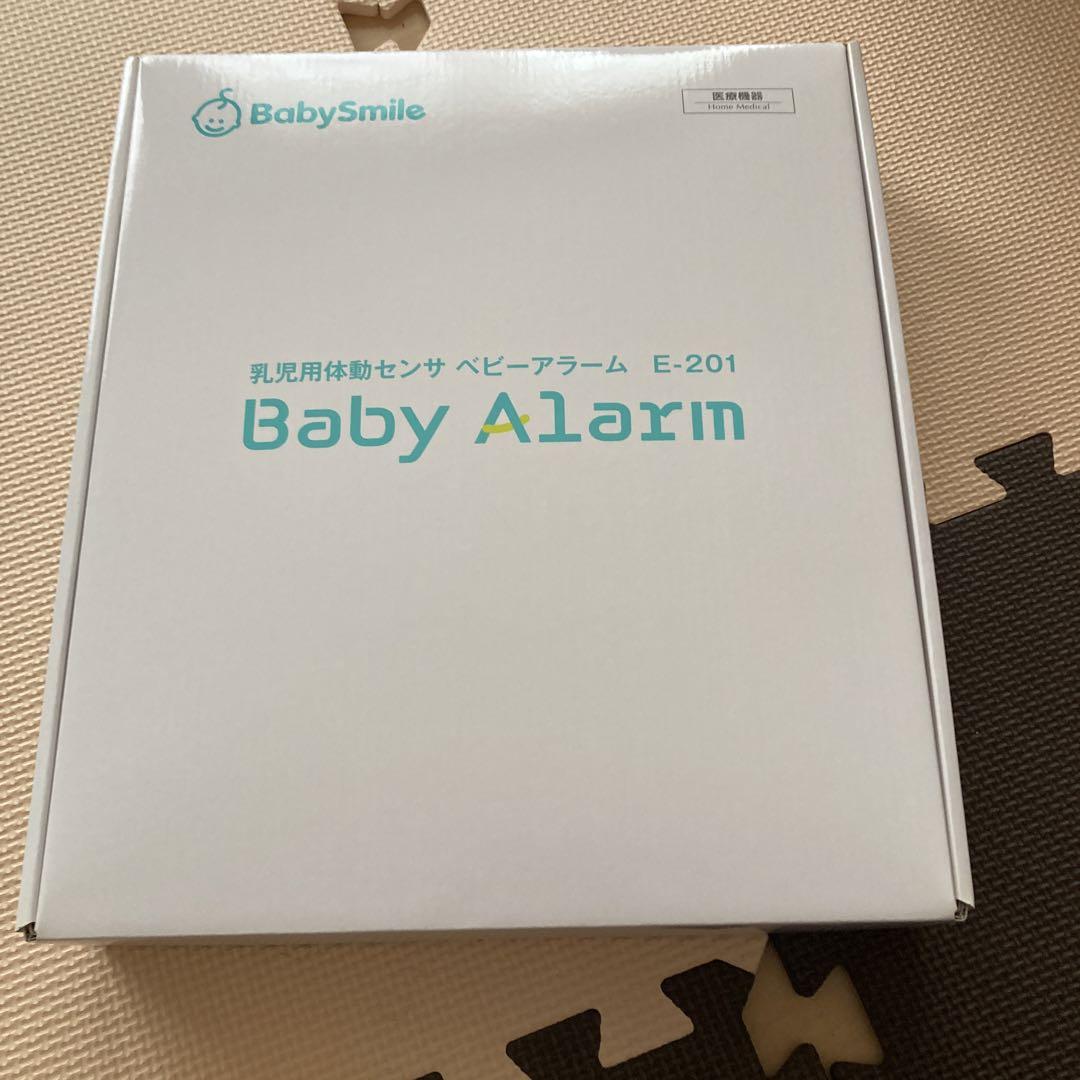 BabySmile
医療機器
Home Medical
乳児用体動センサ ベビーアラーム E-201
Baby Alarm